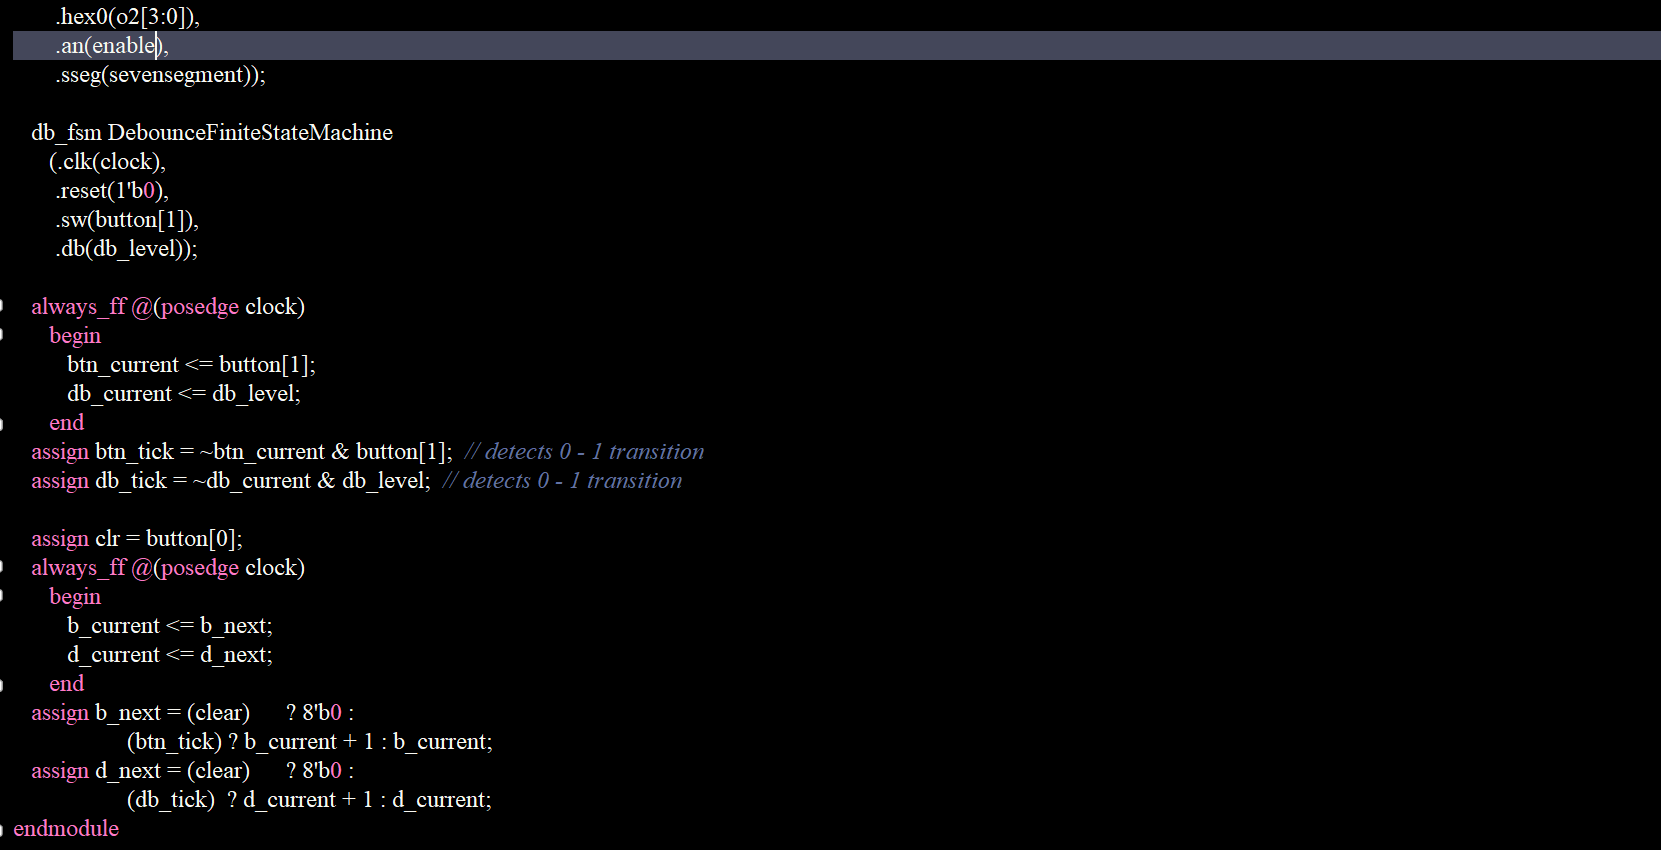 .hex0(o2[3:0]),
.an(enable),
.sseg(sevensegment));
db_fsm DebounceFiniteStateMachine
(.clk(clock),
.reset(1'b0),
.sw(button[1]),
.db(db_level));
always_ff @(posedge clock)
begin
btn_current <= button[1];
db_current <= db_level;
end
assign btn_tick = ~btn_current & button[1];  // detects 0 - 1 transition
assign db_tick = ~db_current & db_level;  // detects 0 - 1 transition
assign clr = button[0];
always_ff @(posedge clock)
begin
b_current <= b_next;
d_current <= d_next;
end
assign b_next = (clear)      ? 8'b0 :
(btn_tick) ? b_current + 1 : b_current;
assign d_next = (clear)      ? 8'b0 :
(db_tick)  ? d_current + 1 : d_current;
endmodule